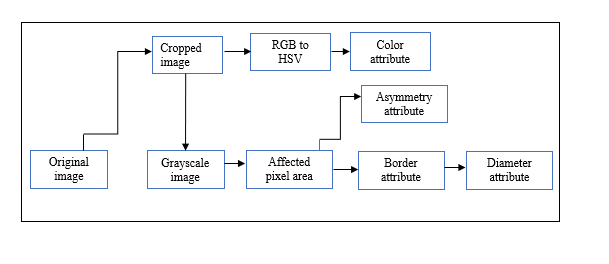 Cropped
image
RGB to
HSV
Color
attribute
Asymmetry
attribute
Original
image
Grayscale
image
Affected
pixel area
Border
attribute
Diameter
attribute